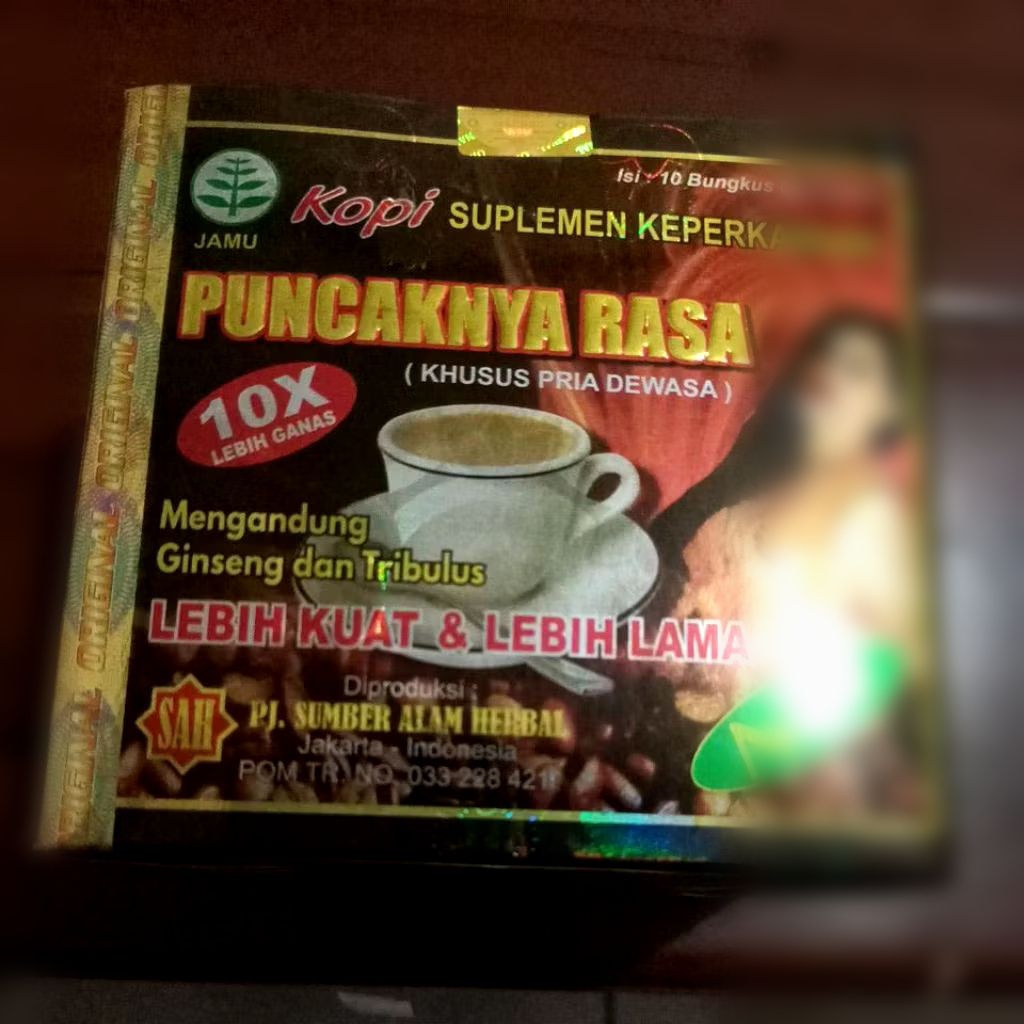 Isi : 10 Bungkus
JAMU
Kopi SUPLEMEN
PUNCAKNYA RASA
( KHUSUS PRIA DEWASA )
10X
LEBIH GANAS
Mengandung
Ginseng dan Tribulus
LEBIH KUAT & LEBIH LAMA
Diproduksi :
SAH
PJ. SUMBER ALAM HERBAL
Jakarta - Indonesia
POM TR. NO. 033 228 421
ORIGINAL ORIGINAL ORIGINAL ORIGINAL